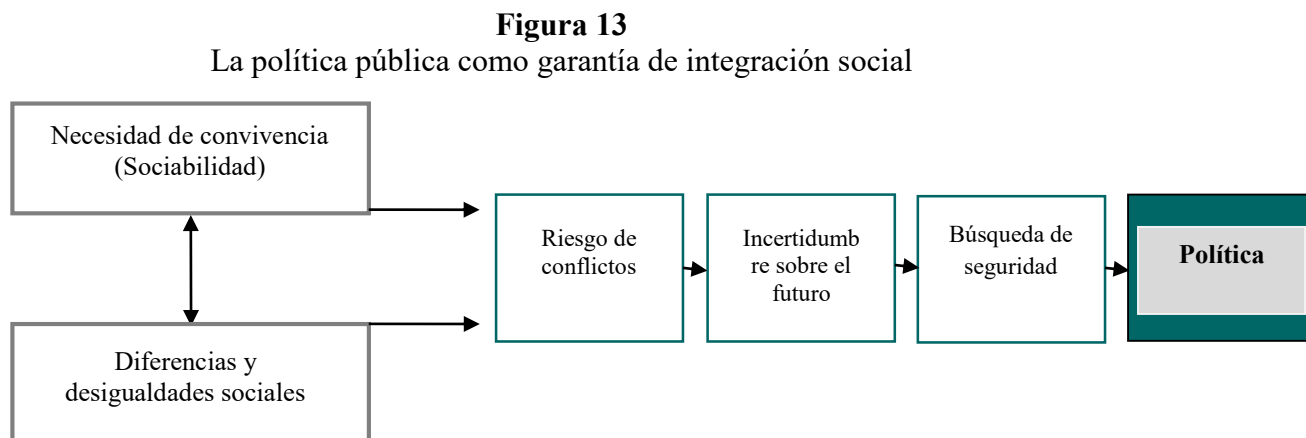 Figura 13
La política pública como garantía de integración social
Necesidad de convivencia
(Sociabilidad)
Diferencias y
desigualdades sociales
Riesgo de
conflictos
Incertidumb
re sobre el
futuro
Búsqueda de
seguridad
Política